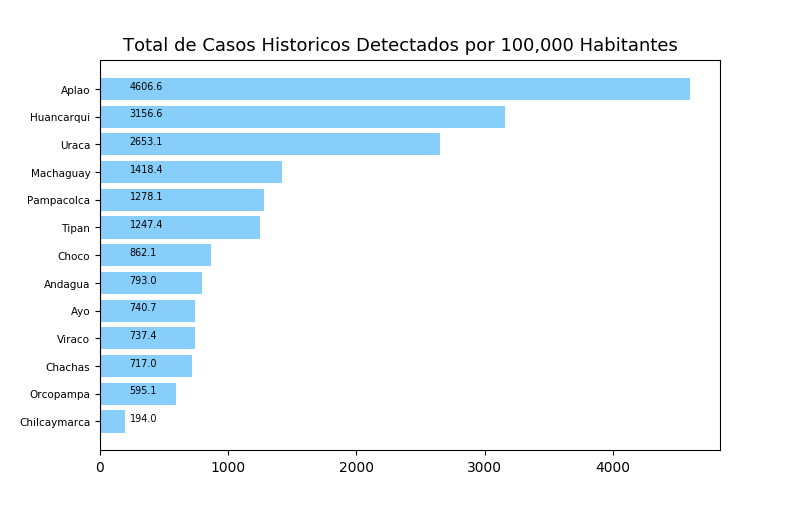 Total de Casos Historicos Detectados por 100,000 Habitantes
Aplao 4606.6
Huancarqui 3156.6
Uraca 2653.1
Machaguay 1418.4
Pampacolca 1278.1
Tipan 1247.4
Choco 862.1
Andagua 793.0
Ayo 740.7
Viraco 737.4
Chachas 717.0
Orcopampa 595.1
Chilcaymarca 194.0
0 1000 2000 3000 4000